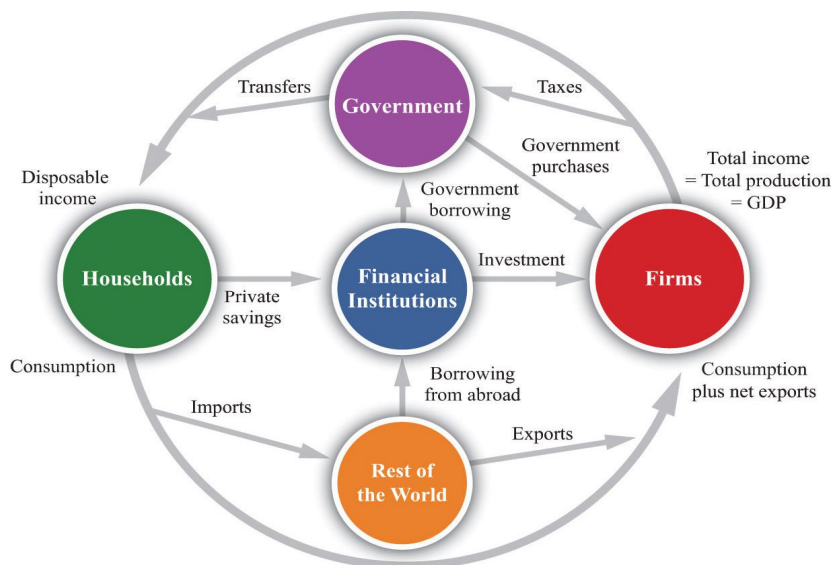 Transfers
Government
Taxes
Disposable
income
Government
purchases
Total income
= Total production
= GDP
Government
borrowing
Households
Private
savings
Financial
Institutions
Investment
Firms
Consumption
Imports
Borrowing
from abroad
Consumption
plus net exports
Rest of
the World
Exports